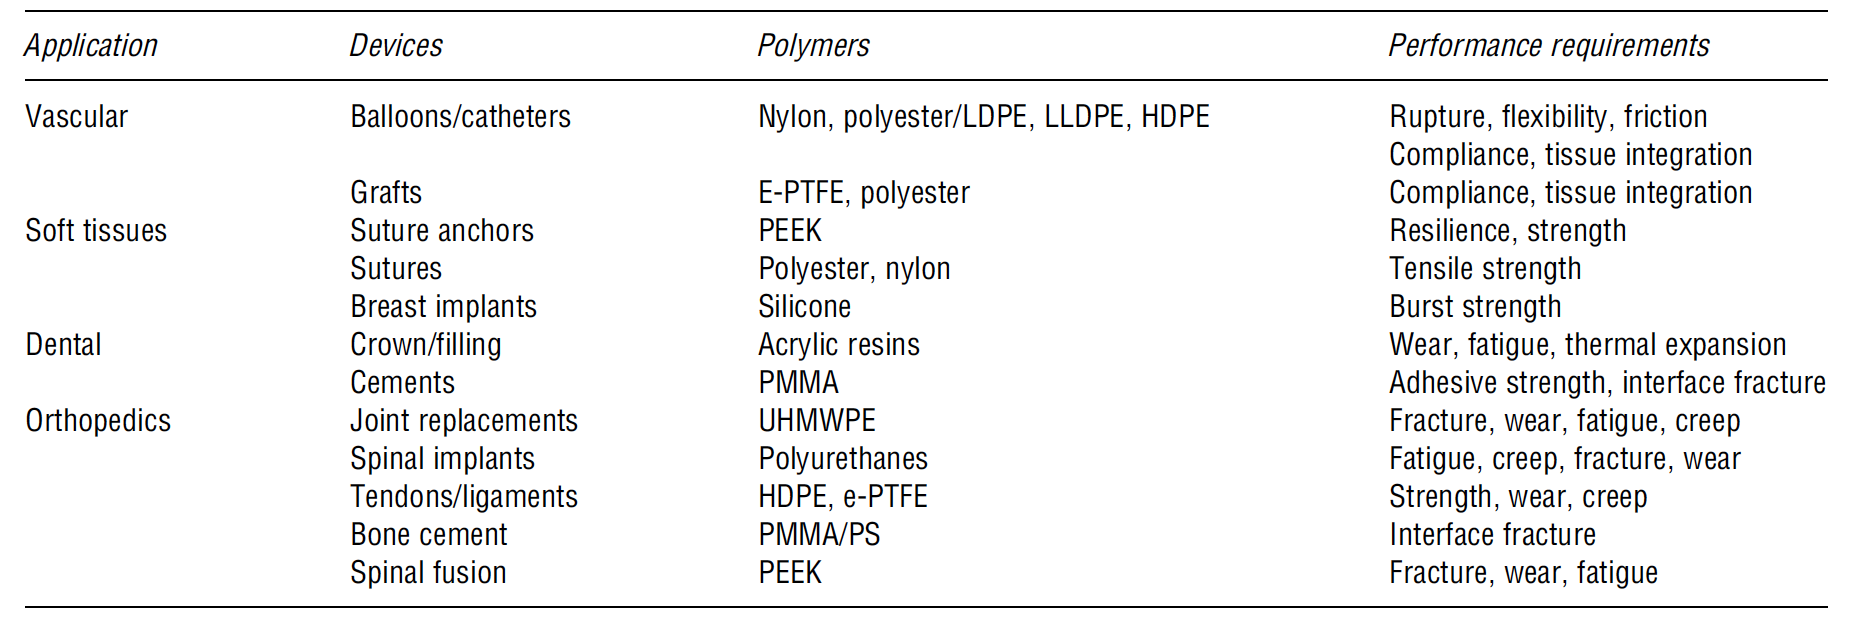 Application Devices Polymers Performance requirements
Vascular Balloons/catheters Nylon, polyester/LDPE, LLDPE, HDPE Rupture, flexibility, friction
Compliance, tissue integration
Grafts E-PTFE, polyester Compliance, tissue integration
Soft tissues Suture anchors PEEK Resilience, strength
Sutures Polyester, nylon Tensile strength
Breast implants Silicone Burst strength
Dental Crown/filling Acrylic resins Wear, fatigue, thermal expansion
Cements PMMA Adhesive strength, interface fracture
Orthopedics Joint replacements UHMWPE Fracture, wear, fatigue, creep
Spinal implants Polyurethanes Fatigue, creep, fracture, wear
Tendons/ligaments HDPE, e-PTFE Strength, wear, creep
Bone cement PMMA/PS Interface fracture
Spinal fusion PEEK Fracture, wear, fatigue